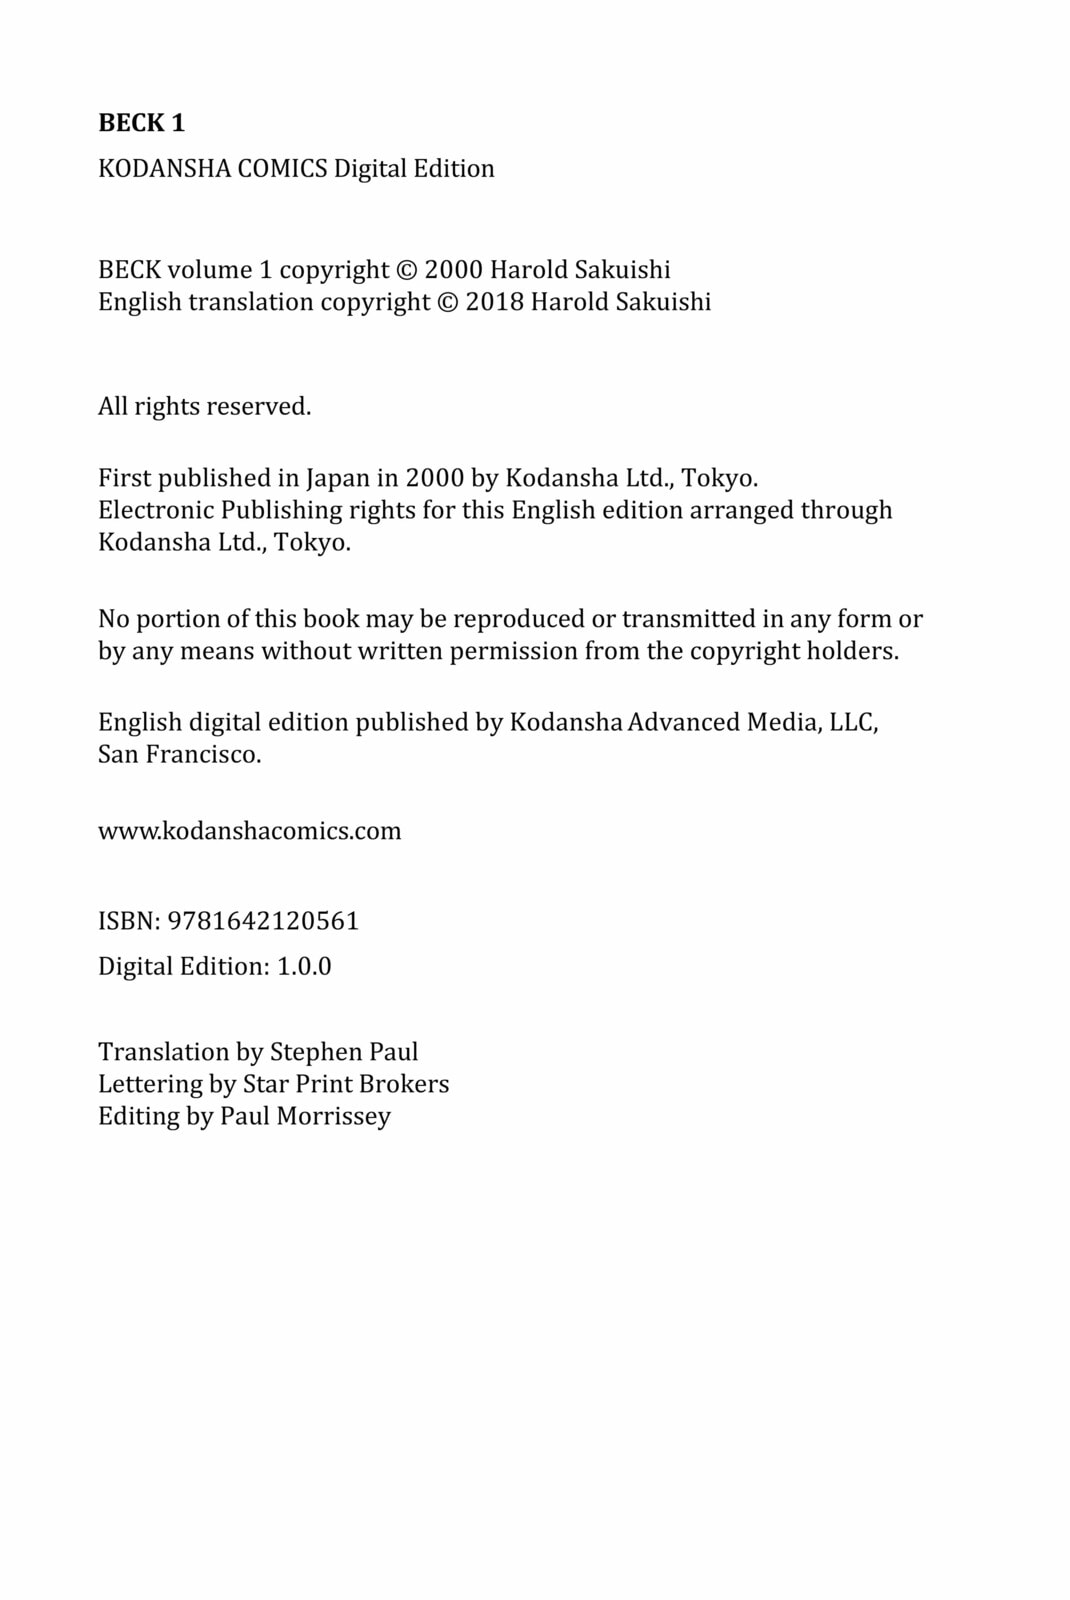 BECK 1
KODANSHA COMICS Digital Edition
BECK volume 1 copyright © 2000 Harold Sakuishi
English translation copyright © 2018 Harold Sakuishi
All rights reserved.
First published in Japan in 2000 by Kodansha Ltd., Tokyo.
Electronic Publishing rights for this English edition arranged through
Kodansha Ltd., Tokyo.
No portion of this book may be reproduced or transmitted in any form or
by any means without written permission from the copyright holders.
English digital edition published by Kodansha Advanced Media, LLC,
San Francisco.
www.kodanshacomics.com
ISBN: 9781642120561
Digital Edition: 1.0.0
Translation by Stephen Paul
Lettering by Star Print Brokers
Editing by Paul Morrissey